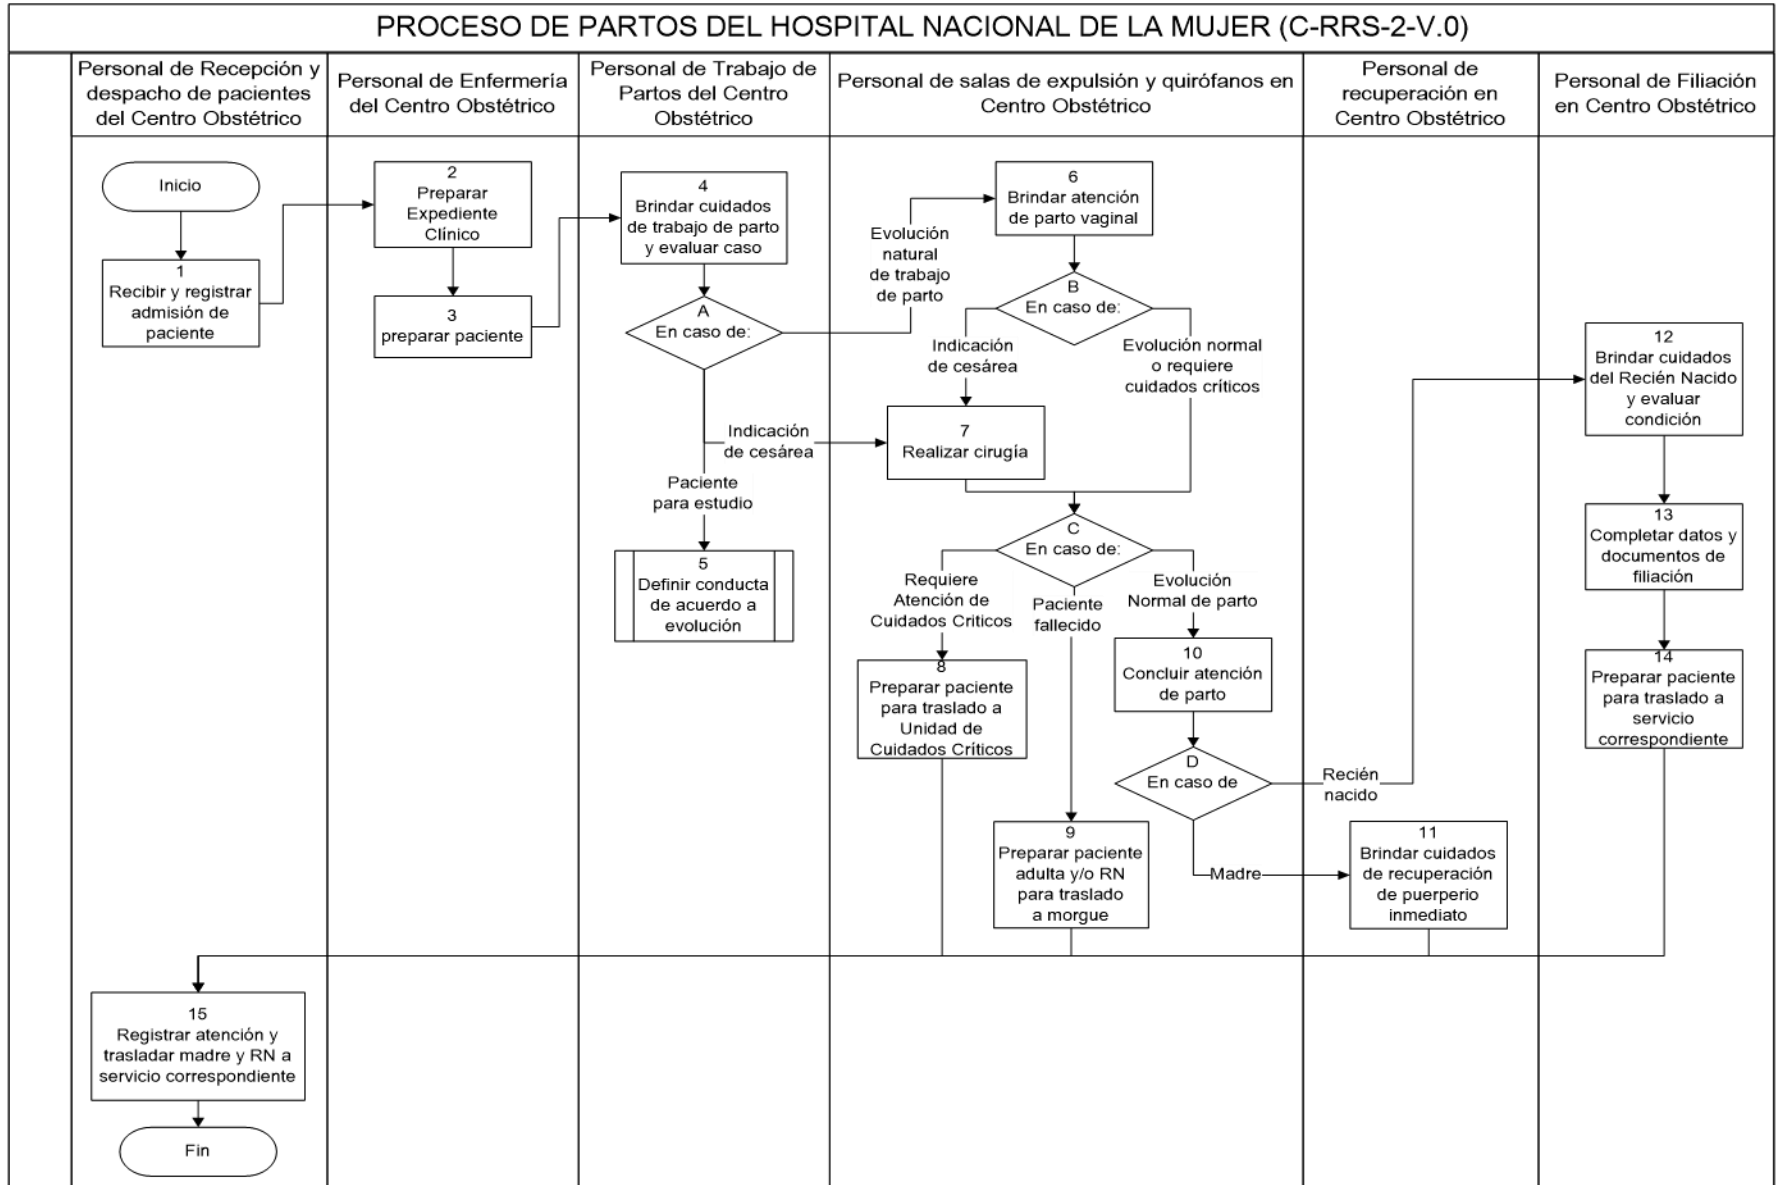 PROCESO DE PARTOS DEL HOSPITAL NACIONAL DE LA MUJER (C-RRS-2-V.0)
Personal de Recepción y
despacho de pacientes
del Centro Obstétrico
Personal de Enfermería
del Centro Obstétrico
Personal de Trabajo de
Partos del Centro
Obstétrico
Personal de salas de expulsión y quirófanos en
Centro Obstétrico
Personal de
recuperación en
Centro Obstétrico
Personal de Filiación
en Centro Obstétrico
Inicio
1
Recibir y registrar
admisión de
paciente
2
Preparar
Expediente
Clínico
3
preparar paciente
4
Brindar cuidados
de trabajo de parto
y evaluar caso
A
En caso de:
Evolución
natural
de trabajo
de parto
Indicación
de cesárea
Paciente
para estudio
5
Definir conducta
de acuerdo a
evolución
6
Brindar atención
de parto vaginal
B
En caso de:
Indicación
de cesárea
Evolución normal
o requiere
cuidados críticos
7
Realizar cirugía
C
En caso de:
Requiere
Atención de
Cuidados Criticos
Paciente
fallecido
Evolución
Normal de parto
8
Preparar paciente
para traslado a
Unidad de
Cuidados Críticos
9
Preparar paciente
adulta y/o RN
para traslado
a morgue
10
Concluir atención
de parto
D
En caso de
Recién
nacido
Madre
11
Brindar cuidados
de recuperación
de puerperio
inmediato
12
Brindar cuidados
del Recién Nacido
y evaluar
condición
13
Completar datos y
documentos de
filiación
14
Preparar paciente
para traslado a
servicio
correspondiente
15
Registrar atención y
trasladar madre y RN a
servicio correspondiente
Fin